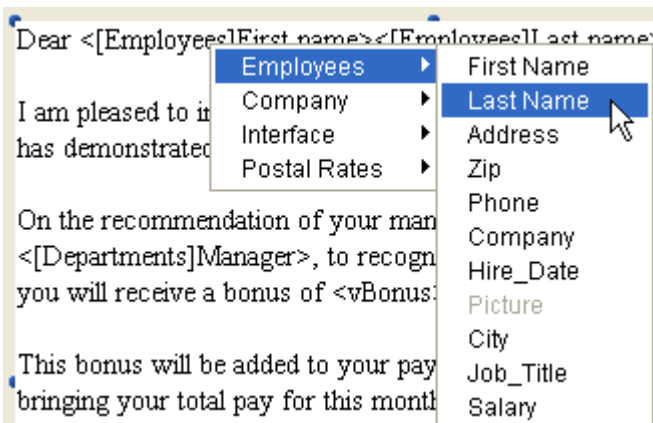 Dear <[Employees]First name><[Employees]Last name>
Employees
Company
Interface
Postal Rates
First Name
Last Name
Address
Zip
Phone
Company
Hire_Date
Picture
City
Job_Title
Salary
I am pleased to
has demonstrated
On the recommendation of your
<[Departments]Manager>, to
you will receive a bonus of <vBonus>
This bonus will be added to your pay
bringing your total pay for this month